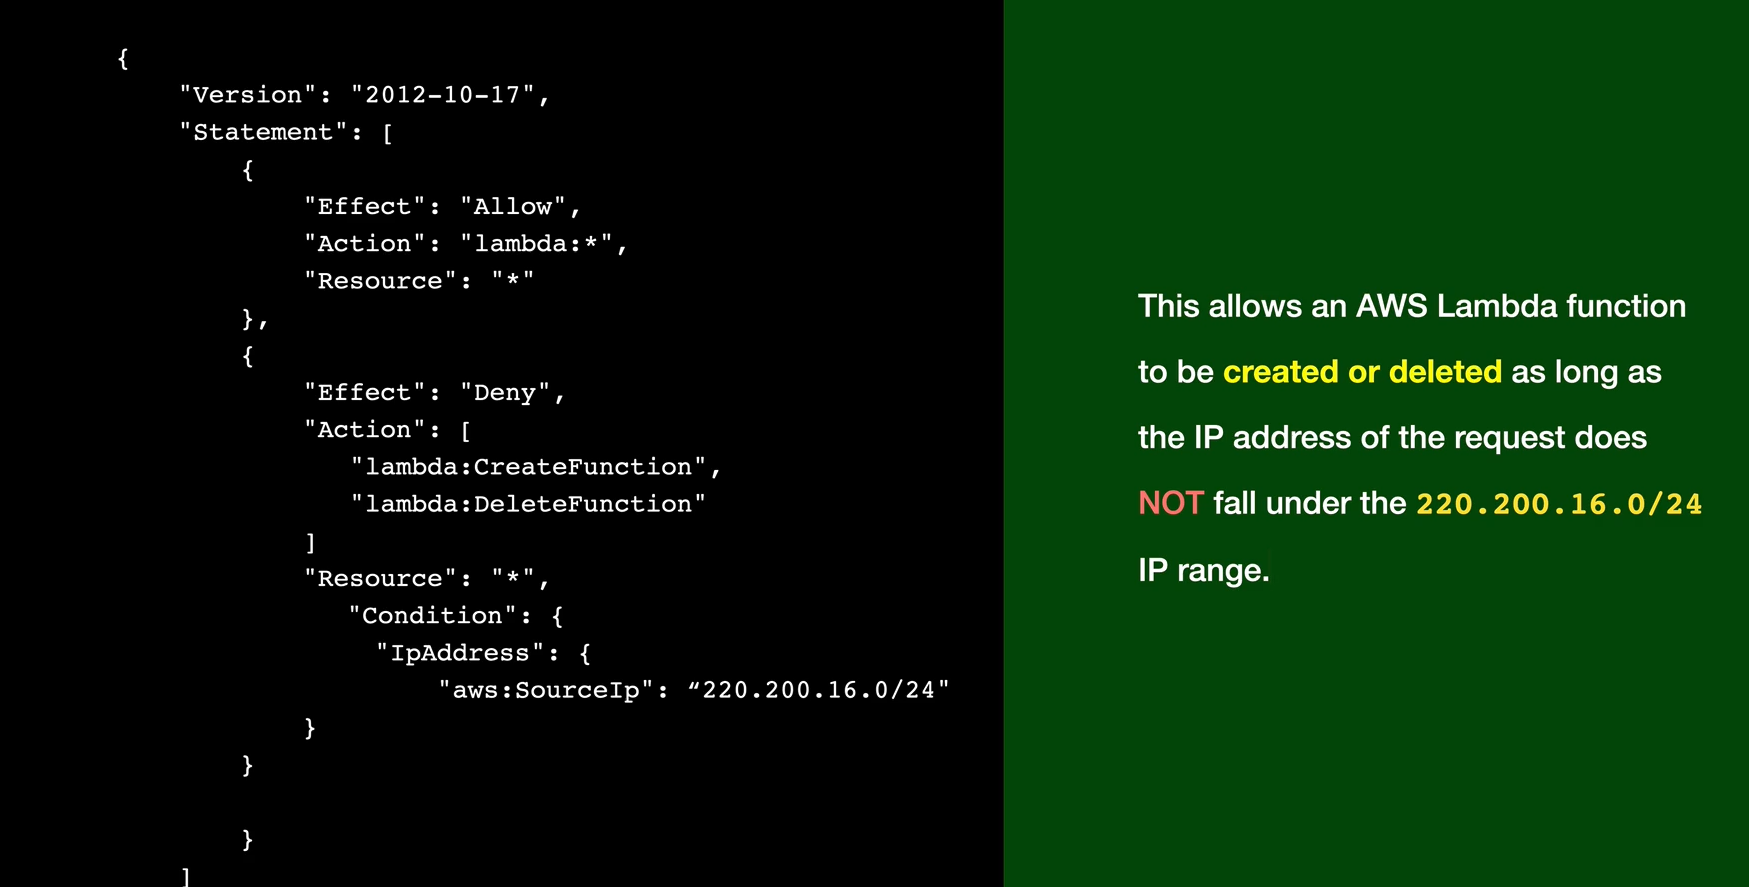 {
"Version": "2012-10-17",
"Statement": [
{
"Effect": "Allow",
"Action": "lambda:*",
"Resource": "*"
},
{
"Effect": "Deny",
"Action": [
"lambda:CreateFunction",
"lambda:DeleteFunction"
]
"Resource": "*",
"Condition": {
"IpAddress": {
"aws:SourceIp": “220.200.16.0/24"
}
}
}
]
This allows an AWS Lambda function
to be created or deleted as long as
the IP address of the request does
NOT fall under the 220.200.16.0/24
IP range.